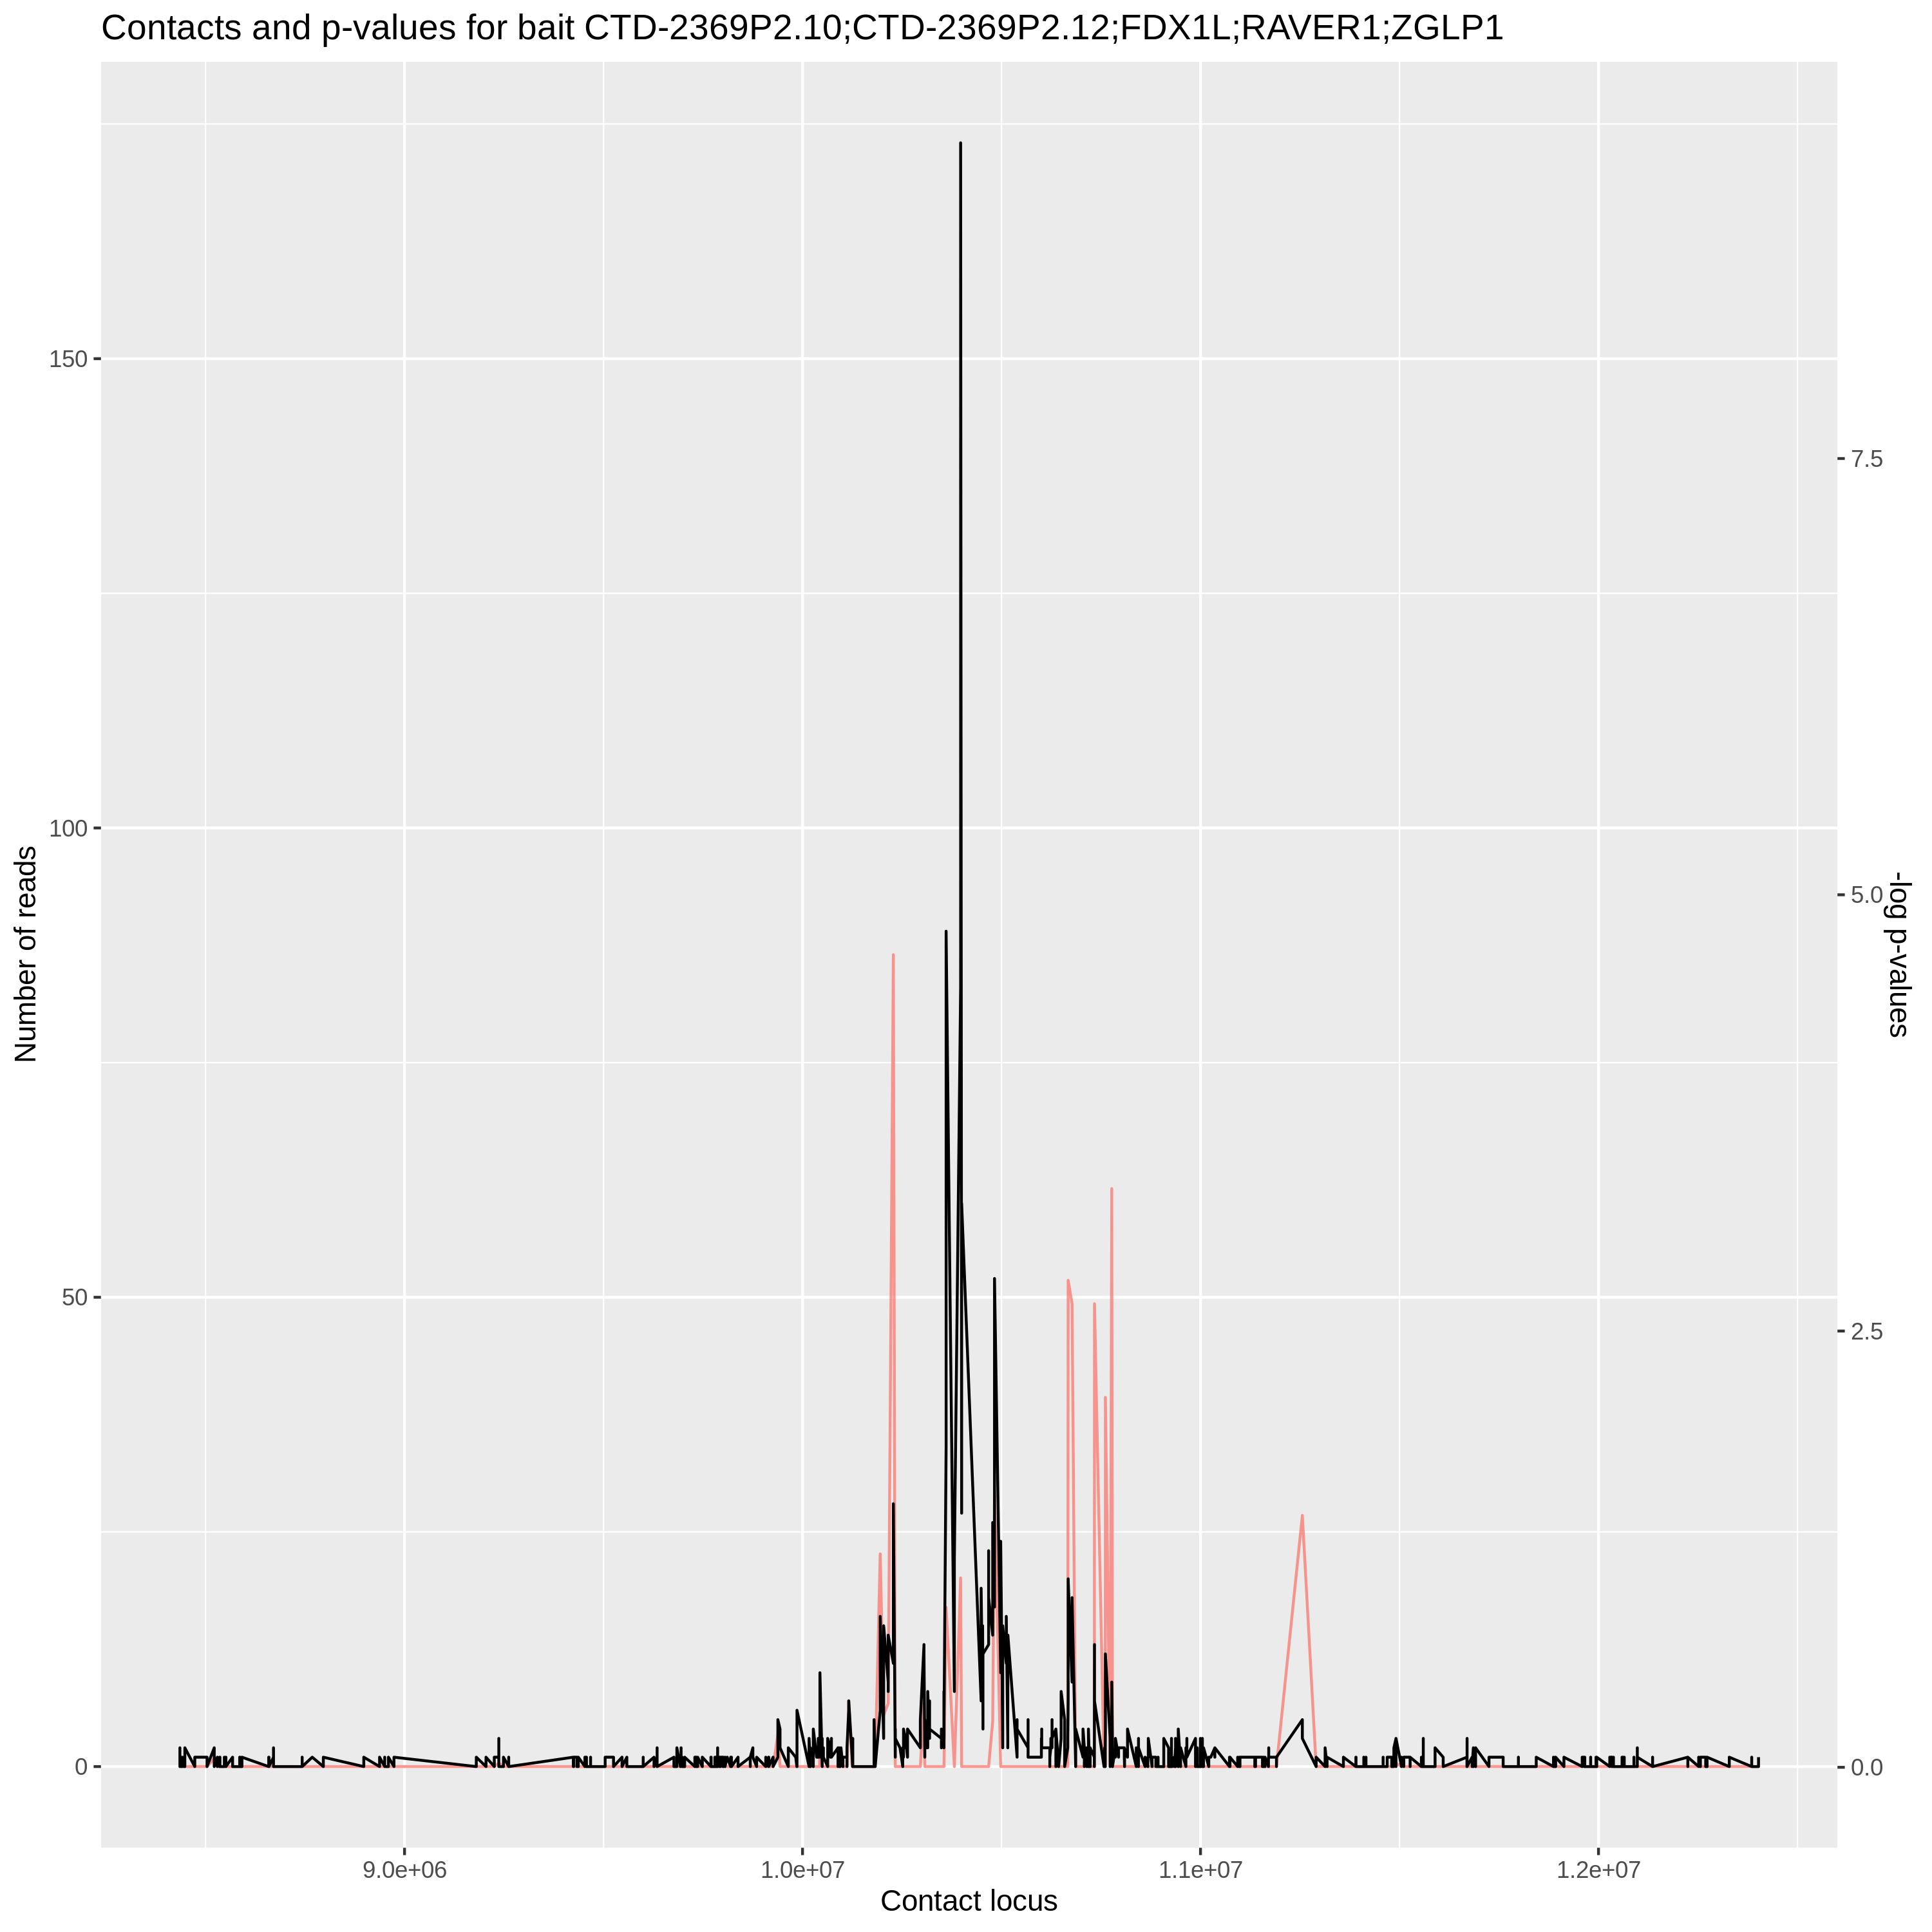 Contacts and p-values for bait CTD-2369P2.10;CTD-2369P2.12;FDX1L;RAVER1;ZGLP1
Number of reads
150
100
50
0
7.5
5.0
2.5
0.0
-log p-values
9.0e+06
1.0e+07
1.1e+07
1.2e+07
Contact locus